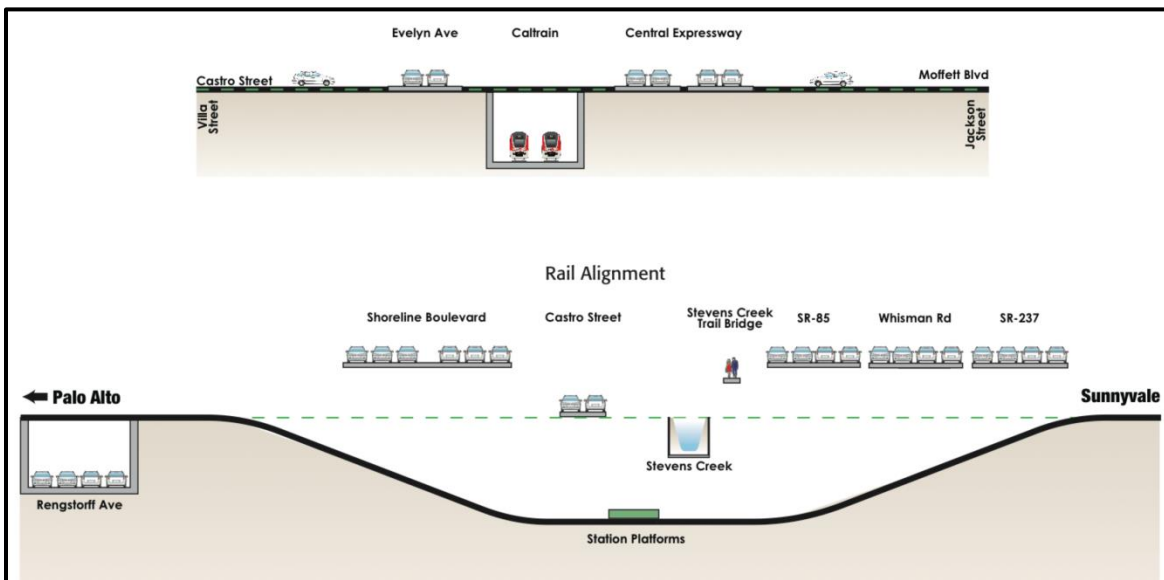 Evelyn Ave
Caltrain
Central Expressway
Castro Street
Moffett Blvd
Villa
Street
Jackson
Street
Rail Alignment
Shoreline Boulevard
Castro Street
Stevens Creek
Trail Bridge
SR-85
Whisman Rd
SR-237
Palo Alto
Sunnyvale
Stevens Creek
Rengstorff Ave
Station Platforms